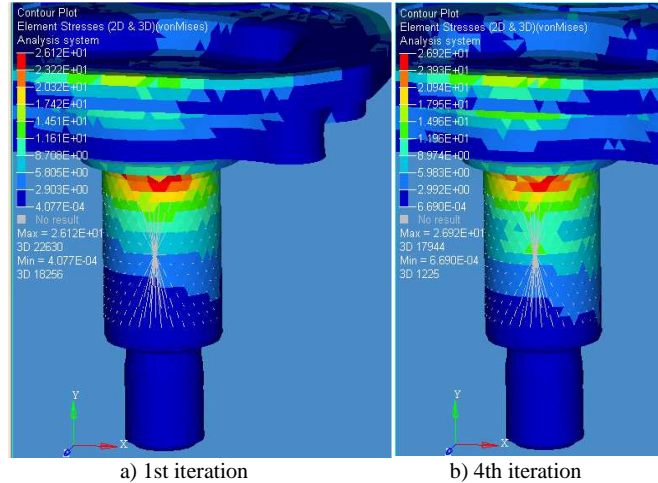 Contour Plot
Element Stresses (2D & 3D)(vonMises)
Analysis system
2.612E+01
2.322E+01
2.032E+01
1.742E+01
1.451E+01
1.161E+01
8.708E+00
5.805E+00
2.903E+00
4.077E-04
No result
Max = 2.612E+01
3D 22630
Min = 4.077E-04
3D 18256
Y
X
Contour Plot
Element Stresses (2D & 3D)(vonMises)
Analysis system
2.692E+01
2.393E+01
2.094E+01
1.795E+01
1.496E+01
1.197E+01
8.974E+00
5.983E+00
2.992E+00
6.690E-04
No result
Max = 2.692E+01
3D 17944
Min = 6.690E-04
3D 1225
Y
X
a) 1st iteration
b) 4th iteration